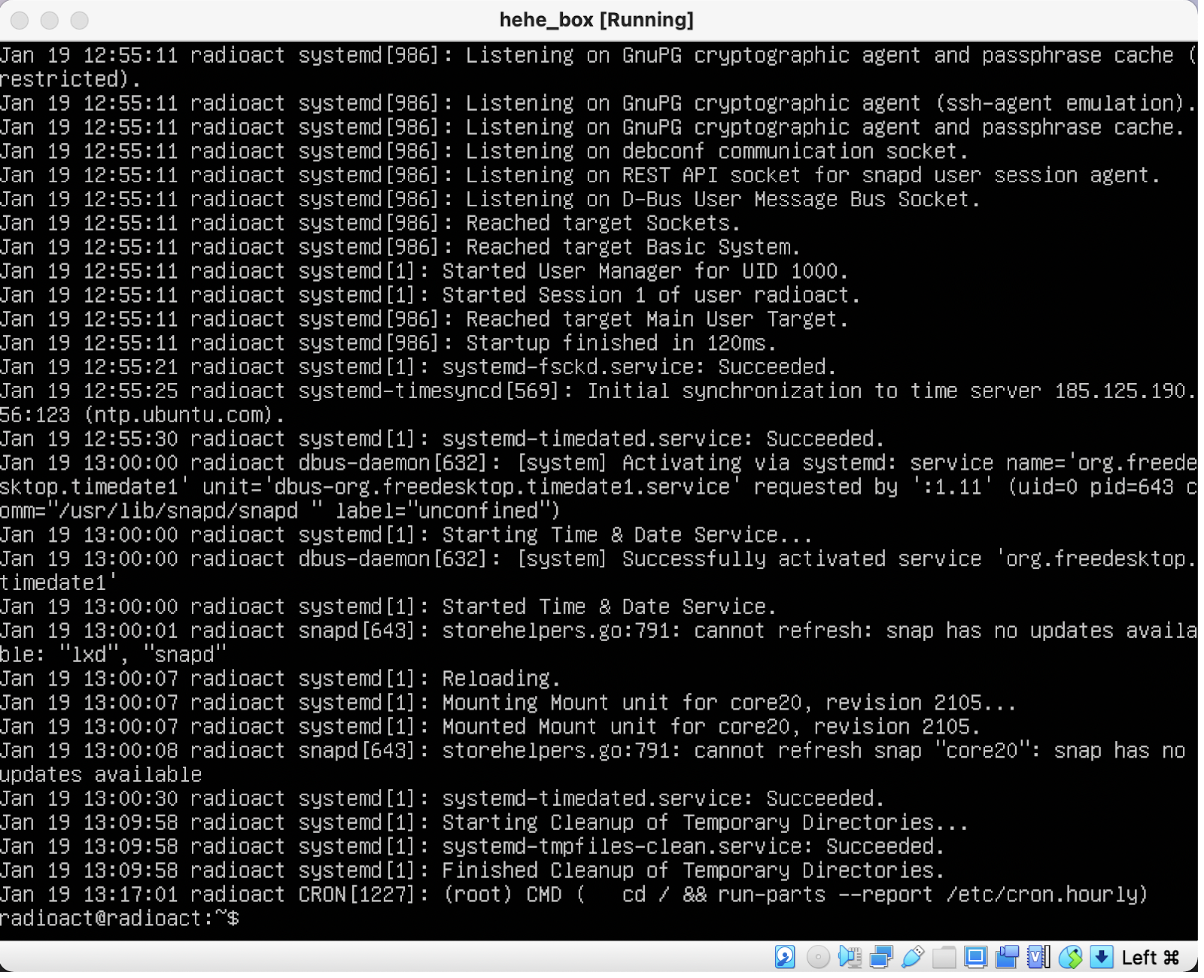 hehe_box [Running]
Jan 19 12:55:11 radioact systemd[986]: Listening on GnuPG cryptographic agent and passphrase cache (
restricted).
Jan 19 12:55:11 radioact systemd[986]: Listening on GnuPG cryptographic agent (ssh-agent emulation).
Jan 19 12:55:11 radioact systemd[986]: Listening on GnuPG cryptographic agent and passphrase cache.
Jan 19 12:55:11 radioact systemd[986]: Listening on debconf communication socket.
Jan 19 12:55:11 radioact systemd[986]: Listening on REST API socket for snapd user session agent.
Jan 19 12:55:11 radioact systemd[986]: Listening on D-Bus User Message Bus Socket.
Jan 19 12:55:11 radioact systemd[986]: Reached target Sockets.
Jan 19 12:55:11 radioact systemd[986]: Reached target Basic System.
Jan 19 12:55:11 radioact systemd[1]: Started User Manager for UID 1000.
Jan 19 12:55:11 radioact systemd[1]: Started Session 1 of user radioact.
Jan 19 12:55:11 radioact systemd[986]: Reached target Main User Target.
Jan 19 12:55:11 radioact systemd[986]: Startup finished in 120ms.
Jan 19 12:55:21 radioact systemd[1]: systemd-fsckd.service: Succeeded.
Jan 19 12:55:25 radioact systemd-timesyncd[569]: Initial synchronization to time server 185.125.190.
56:123 (ntp.ubuntu.com).
Jan 19 12:55:30 radioact systemd[1]: systemd-timedated.service: Succeeded.
Jan 19 13:00:00 radioact dbus-daemon[632]: [system] Activating via systemd: service name='org.freede
sktop.timedate1' unit='dbus-org.freedesktop.timedate1.service' requested by ':1.11' (uid=0 pid=643 c
omm="/usr/lib/snapd/snapd " label="unconfined")
Jan 19 13:00:00 radioact systemd[1]: Starting Time & Date Service...
Jan 19 13:00:00 radioact dbus-daemon[632]: [system] Successfully activated service 'org.freedesktop.
timedate1'
Jan 19 13:00:00 radioact systemd[1]: Started Time & Date Service.
Jan 19 13:00:01 radioact snapd[643]: storehelpers.go:791: cannot refresh: snap has no updates availa
ble: "lxd", "snapd"
Jan 19 13:00:07 radioact systemd[1]: Reloading.
Jan 19 13:00:07 radioact systemd[1]: Mounting Mount unit for core20, revision 2105...
Jan 19 13:00:07 radioact systemd[1]: Mounted Mount unit for core20, revision 2105.
Jan 19 13:00:08 radioact snapd[643]: storehelpers.go:791: cannot refresh snap "core20": snap has no
updates available
Jan 19 13:00:30 radioact systemd[1]: systemd-timedated.service: Succeeded.
Jan 19 13:09:58 radioact systemd[1]: Starting Cleanup of Temporary Directories...
Jan 19 13:09:58 radioact systemd[1]: systemd-tmpfiles-clean.service: Succeeded.
Jan 19 13:09:58 radioact systemd[1]: Finished Cleanup of Temporary Directories.
Jan 19 13:17:01 radioact CRON[1227]: (root) CMD (   cd / && run-parts --report /etc/cron.hourly)
radioact@radioact:~$
Left ⌘